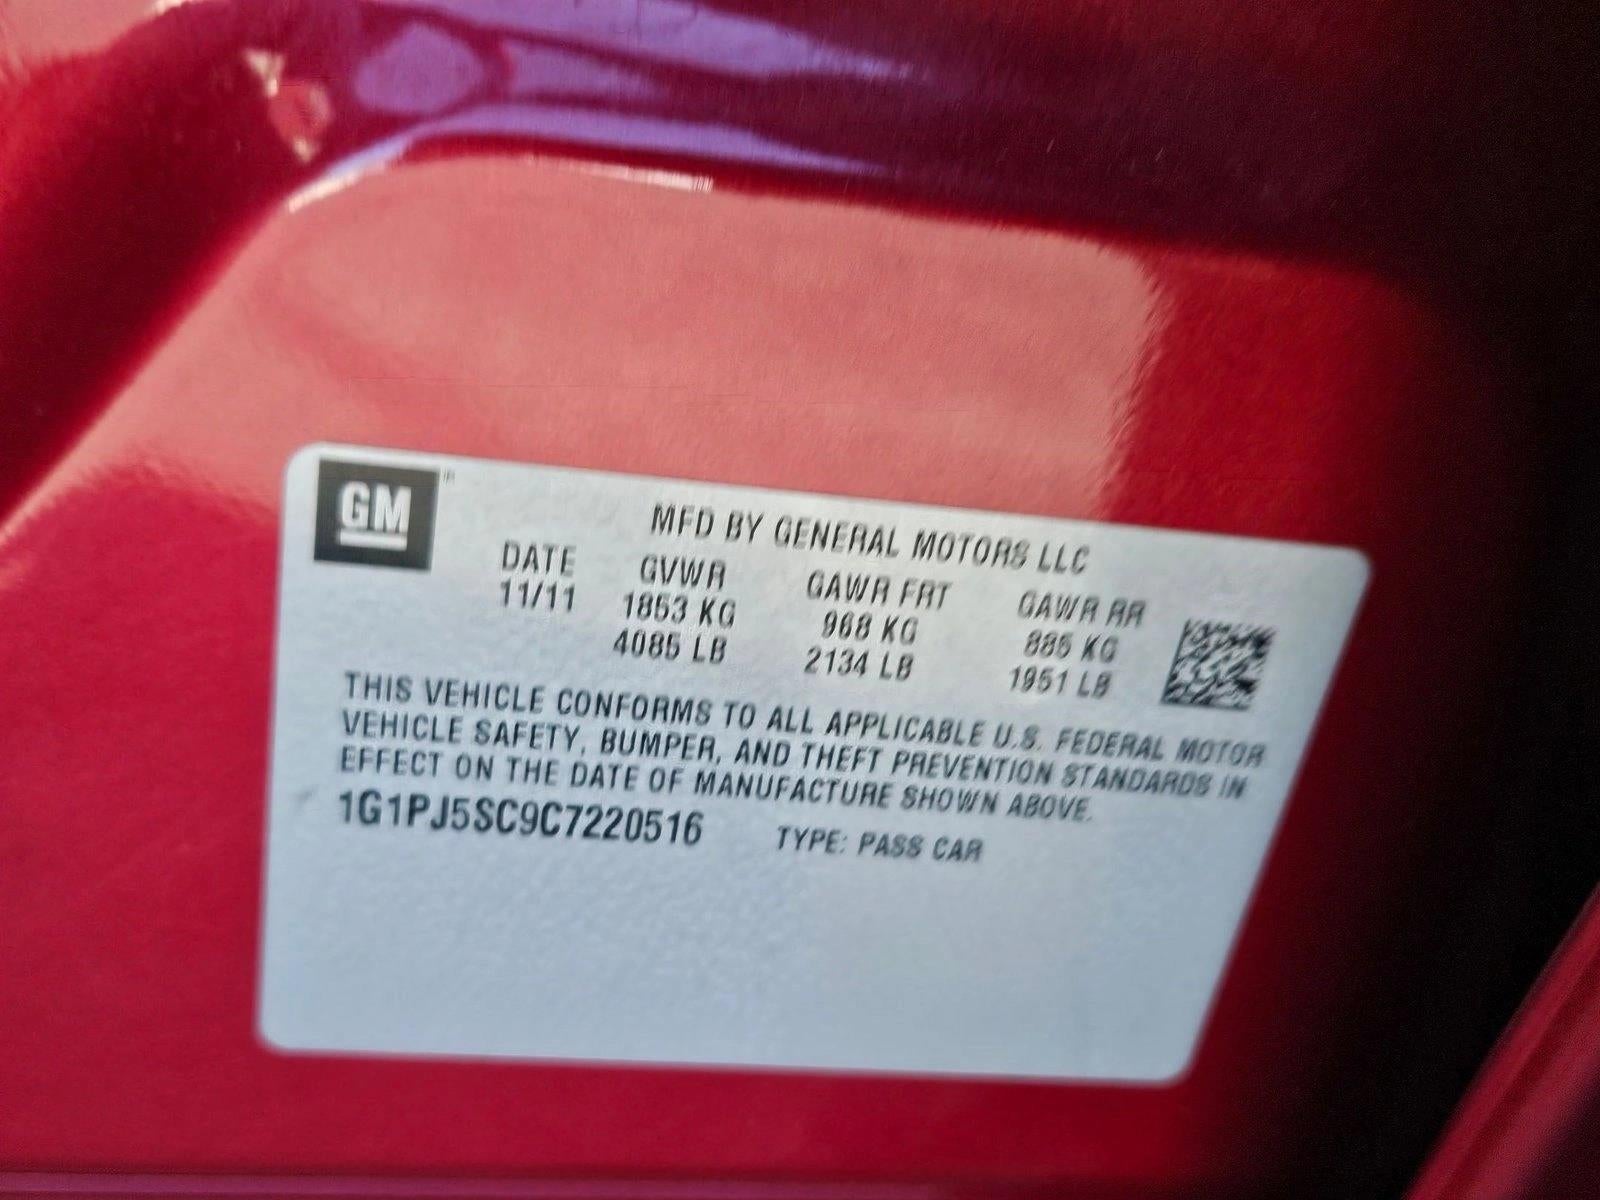 GM
MFD BY GENERAL MOTORS LLC
DATE GVWR GAWR FRT GAWR RR
11/11 1853 KG 968 KG 885 KG
4085 LB 2134 LB 1951 LB
THIS VEHICLE CONFORMS TO ALL APPLICABLE U.S. FEDERAL MOTOR
VEHICLE SAFETY, BUMPER, AND THEFT PREVENTION STANDARDS IN
EFFECT ON THE DATE OF MANUFACTURE SHOWN ABOVE.
1G1PJ5SC9C7220516 TYPE: PASS CAR